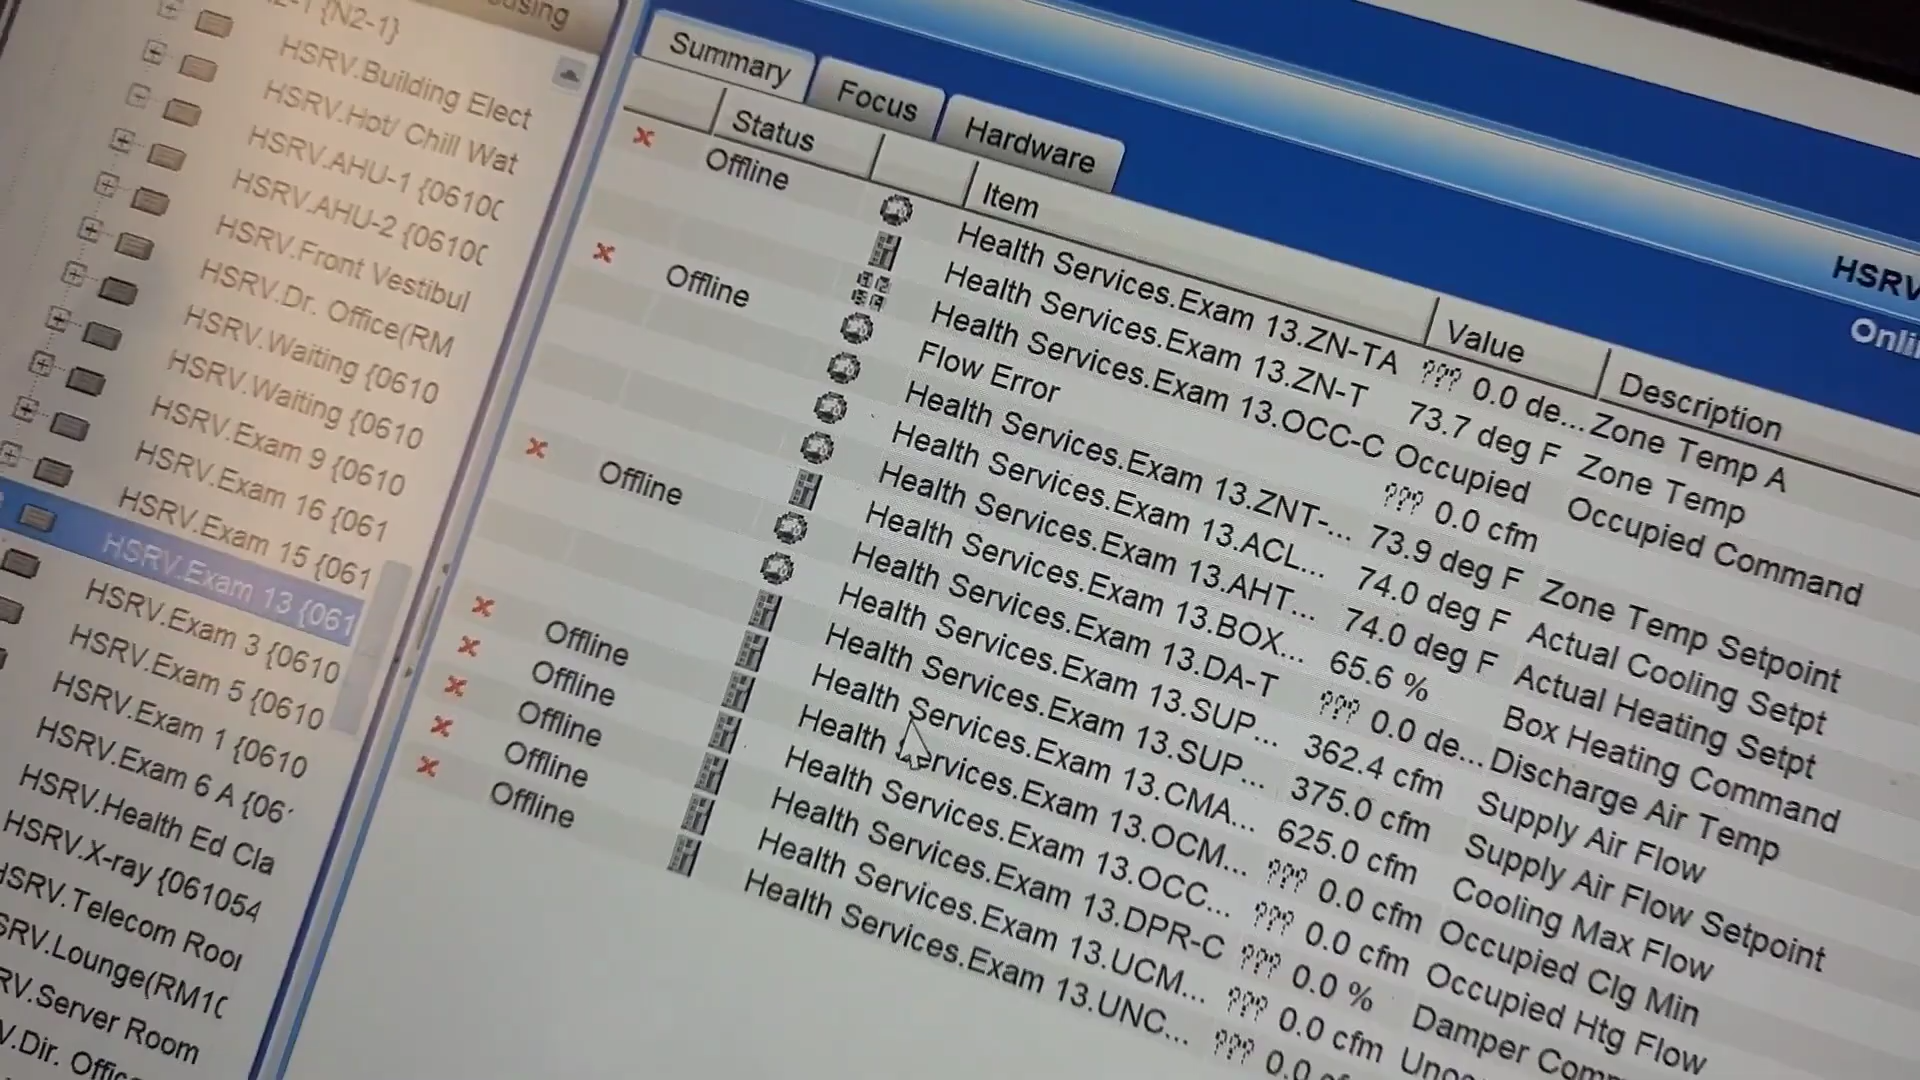 {N2-1}
HSRV.Building Elect
HSRV.Hot/ Chill Wat
HSRV.AHU-1 {0610
HSRV.AHU-2 {0610
HSRV.Front Vestibul
HSRV.Dr. Office(RM
HSRV.Waiting {0610
HSRV.Waiting {0610
HSRV.Exam 9 {0610
HSRV.Exam 16 {061
HSRV.Exam 15 {061
HSRV.Exam 13 {061
HSRV.Exam 3 {0610
HSRV.Exam 5 {0610
HSRV.Exam 1 {0610
HSRV.Exam 6 A {06
HSRV.Health Ed Cla
HSRV.X-ray {061054
HSRV.Telecom Roo
SRV.Lounge(RM10
RV.Server Room
V.Dir. Offic
Summary Focus Hardware
HSRV
Onli
Status Item Value Description
Offline Health Services.Exam 13.ZN-TA ??? 0.0 de... Zone Temp A
Health Services.Exam 13.ZN-T 73.7 deg F Zone Temp
Offline Health Services.Exam 13.OCC-C Occupied Occupied Command
Flow Error ??? 0.0 cfm
Health Services.Exam 13.ZNT-... 73.9 deg F Zone Temp Setpoint
Health Services.Exam 13.ACL... 74.0 deg F Actual Cooling Setpt
Health Services.Exam 13.AHT... 74.0 deg F Actual Heating Setpt
Health Services.Exam 13.BOX... 65.6 % Box Heating Command
Offline Health Services.Exam 13.DA-T ??? 0.0 de... Discharge Air Temp
Health Services.Exam 13.SUP... 362.4 cfm Supply Air Flow
Health Services.Exam 13.SUP... 375.0 cfm Supply Air Flow Setpoint
Health Services.Exam 13.CMA... 625.0 cfm Cooling Max Flow
Offline Health Services.Exam 13.OCM... ??? 0.0 cfm Occupied Clg Min
Offline Health Services.Exam 13.OCC... ??? 0.0 cfm Occupied Htg Flow
Offline Health Services.Exam 13.DPR-C ??? 0.0 % Damper Com
Offline Health Services.Exam 13.UCM... ??? 0.0 cfm Uno
Offline Health Services.Exam 13.UNC... ??? 0.0